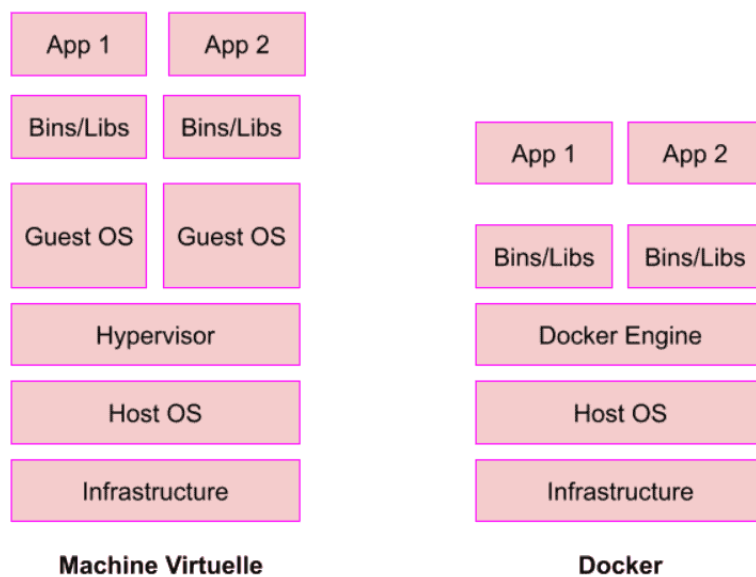 App 1
App 2
Bins/Libs
Bins/Libs
Guest OS
Guest OS
Hypervisor
Host OS
Infrastructure
Machine Virtuelle
App 1
App 2
Bins/Libs
Bins/Libs
Docker Engine
Host OS
Infrastructure
Docker